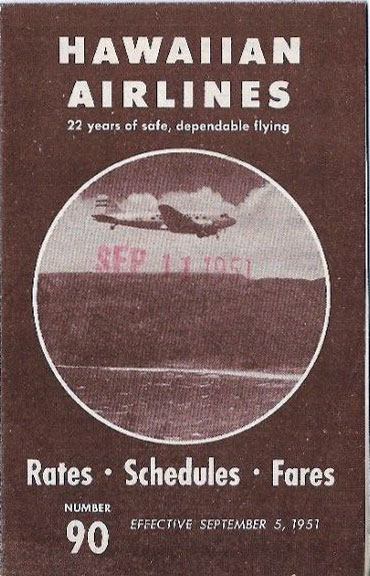 HAWAIIAN
AIRLINES
22 years of safe, dependable flying
SEP 11 1951
Rates · Schedules · Fares
NUMBER
90
EFFECTIVE SEPTEMBER 5, 1951